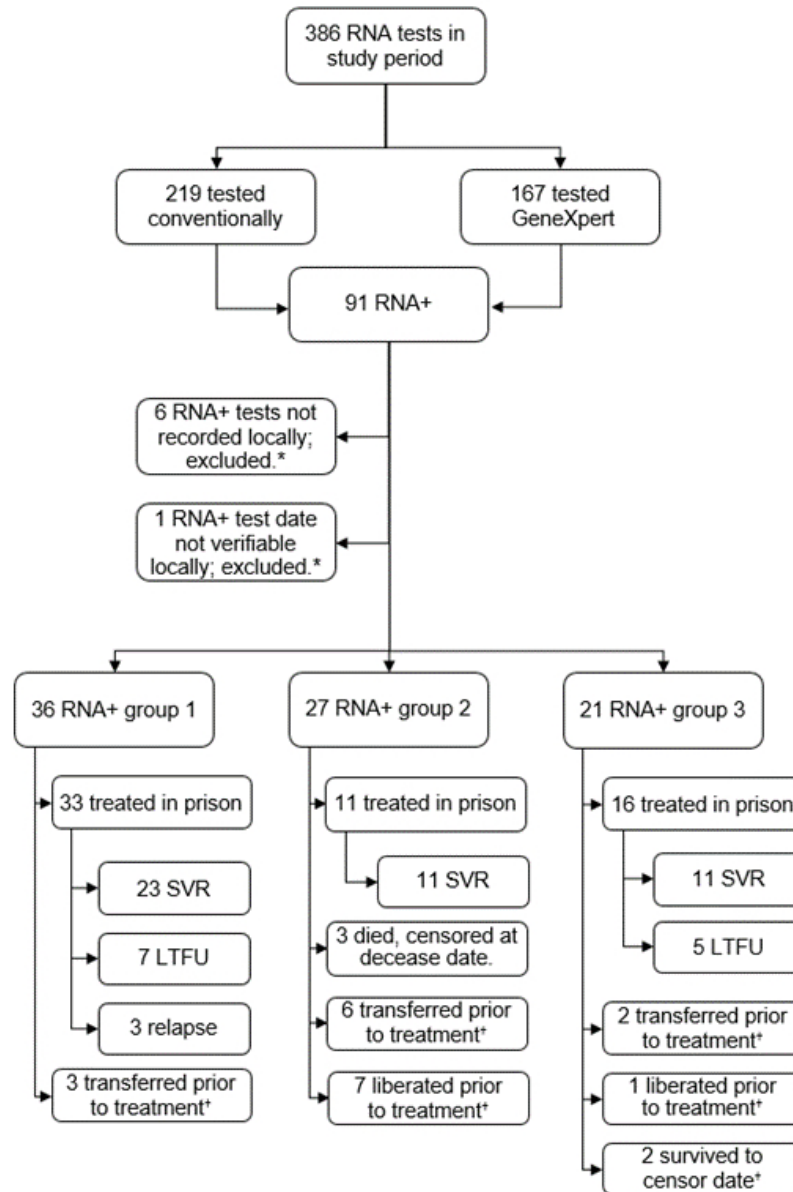 386 RNA tests in
study period
219 tested
conventionally
167 tested
GeneXpert
91 RNA+
6 RNA+ tests not
recorded locally;
excluded.*
1 RNA+ test date
not verifiable
locally; excluded.*
36 RNA+ group 1
27 RNA+ group 2
21 RNA+ group 3
33 treated in prison
23 SVR
7 LTFU
3 relapse
3 transferred prior
to treatment⁺
11 treated in prison
11 SVR
3 died, censored at
decease date.
6 transferred prior
to treatment⁺
7 liberated prior
to treatment⁺
16 treated in prison
11 SVR
5 LTFU
2 transferred prior
to treatment⁺
1 liberated prior
to treatment⁺
2 survived to
censor date⁺